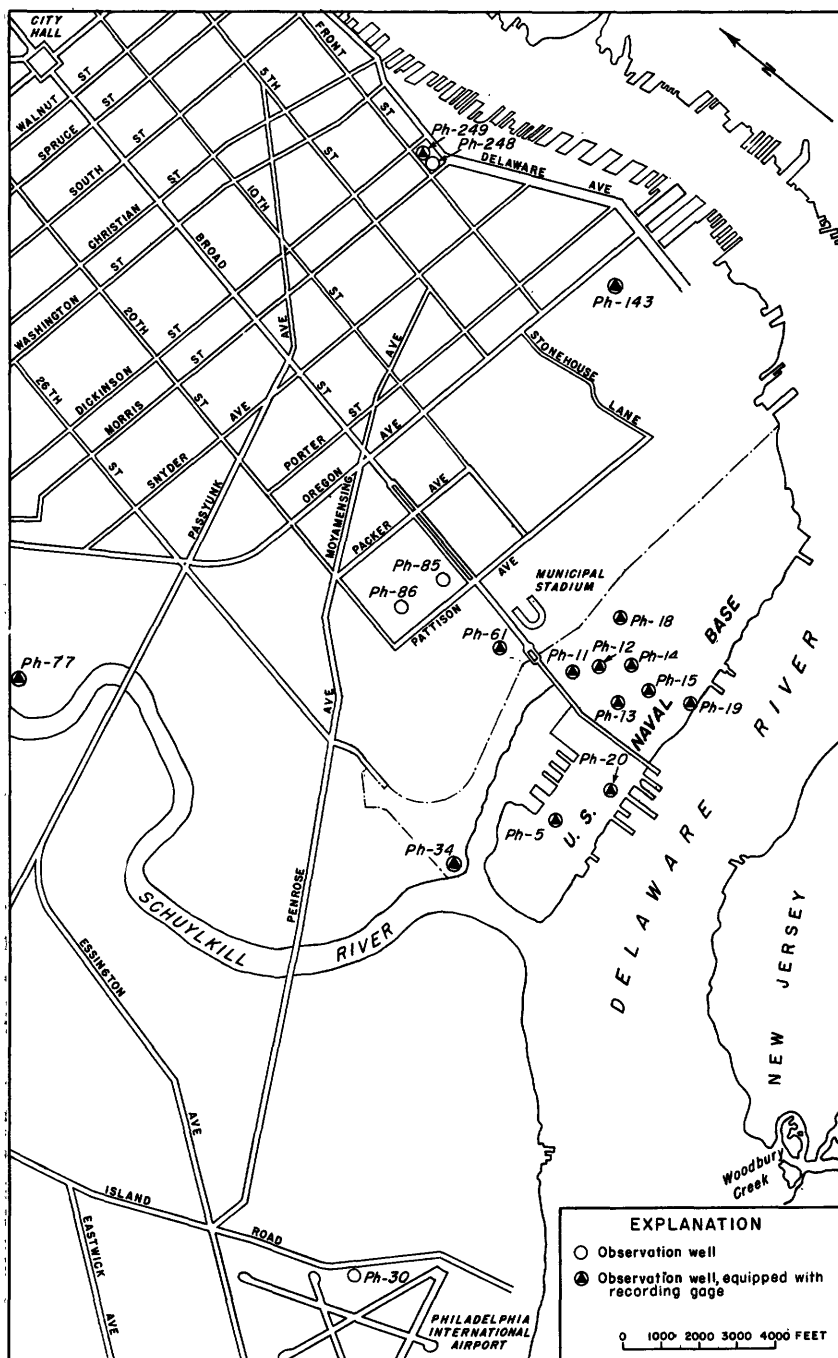 CITY
HALL
WALNUT ST
SPRUCE ST
SOUTH ST
CHRISTIAN ST
WASHINGTON ST
DICKINSON ST
MORRIS ST
SNYDER AVE
PORTER ST
OREGON AVE
PACKER AVE
PATTISON AVE
FRONT ST
5TH ST
10TH ST
BROAD ST
20TH ST
26TH ST
PASSYUNK AVE
MOYAMENSING AVE
DELAWARE AVE
STONEHOUSE LANE
N
Ph-249
Ph-248
Ph-143
Ph-85
Ph-86
MUNICIPAL
STADIUM
Ph-61
Ph-18
Ph-11
Ph-12
Ph-14
Ph-15
Ph-13
Ph-19
Ph-20
Ph-5
Ph-34
Ph-77
U. S. NAVAL BASE
DELAWARE RIVER
SCHUYLKILL RIVER
PENROSE AVE
ESSINGTON AVE
ISLAND ROAD
EASTWICK AVE
Ph-30
PHILADELPHIA
INTERNATIONAL
AIRPORT
NEW JERSEY
Woodbury
Creek
EXPLANATION
Observation well
Observation well, equipped with
recording gage
0 1000 2000 3000 4000 FEET